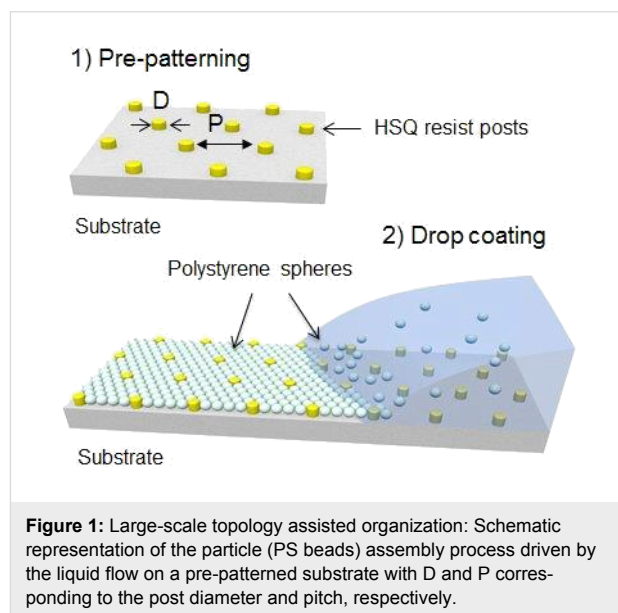 1) Pre-patterning
D
P
HSQ resist posts
Substrate
2) Drop coating
Polystyrene spheres
Substrate
Figure 1: Large-scale topology assisted organization: Schematic
representation of the particle (PS beads) assembly process driven by
the liquid flow on a pre-patterned substrate with D and P corres-
ponding to the post diameter and pitch, respectively.